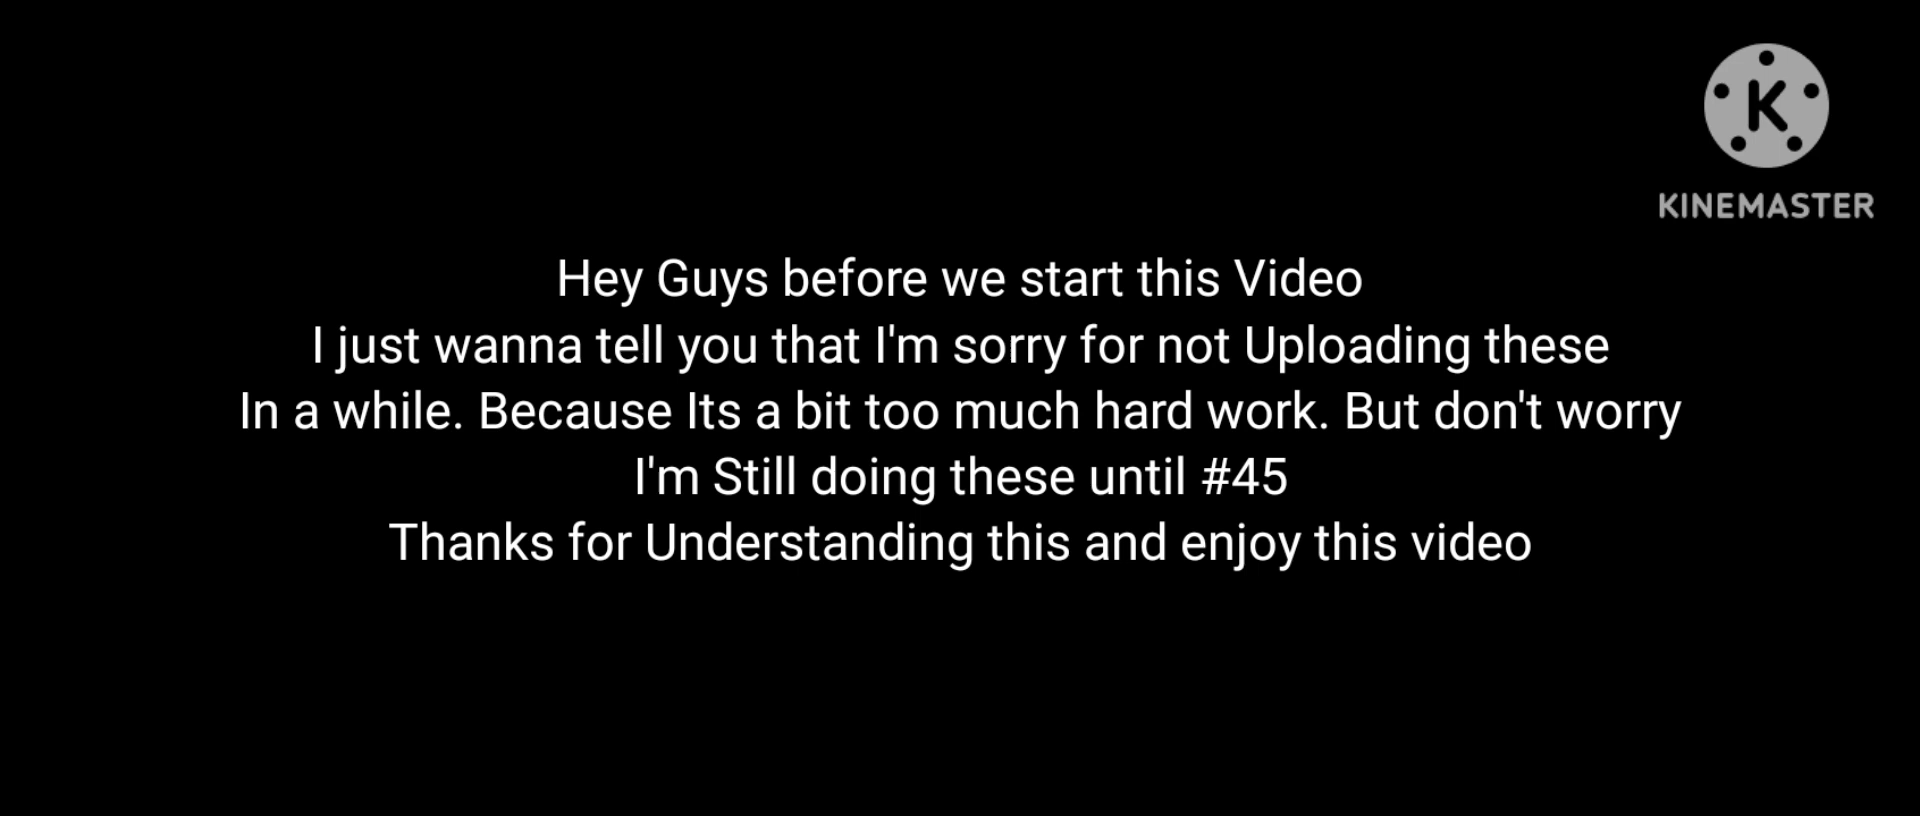 K
KINEMASTER
Hey Guys before we start this Video
I just wanna tell you that I'm sorry for not Uploading these
In a while. Because Its a bit too much hard work. But don't worry
I'm Still doing these until #45
Thanks for Understanding this and enjoy this video